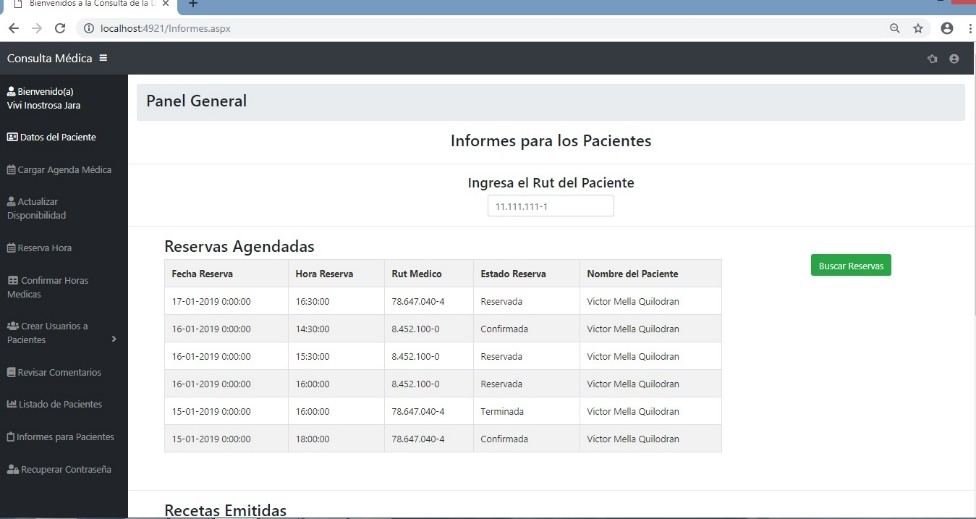 Bienvenidos a la Consulta de la
localhost:4921/Informes.aspx
Consulta Médica
Bienvenido(a)
Vivi Inostrosa Jara
Datos del Paciente
Cargar Agenda Médica
Actualizar
Disponibilidad
Reserva Hora
Confirmar Horas
Medicas
Crear Usuarios a
Pacientes
Revisar Comentarios
Listado de Pacientes
Informes para Pacientes
Recuperar Contraseña
Panel General
Informes para los Pacientes
Ingresa el Rut del Paciente
11.111.111-1
Reservas Agendadas
Buscar Reservas
Fecha Reserva Hora Reserva Rut Medico Estado Reserva Nombre del Paciente
17-01-2019 0:00:00 16:30:00 78.647.040-4 Reservada Victor Mella Quilodran
16-01-2019 0:00:00 14:30:00 8.452.100-0 Confirmada Victor Mella Quilodran
16-01-2019 0:00:00 15:30:00 8.452.100-0 Reservada Victor Mella Quilodran
16-01-2019 0:00:00 16:00:00 8.452.100-0 Reservada Victor Mella Quilodran
15-01-2019 0:00:00 16:00:00 78.647.040-4 Terminada Victor Mella Quilodran
15-01-2019 0:00:00 18:00:00 78.647.040-4 Confirmada Victor Mella Quilodran
Recetas Emitidas